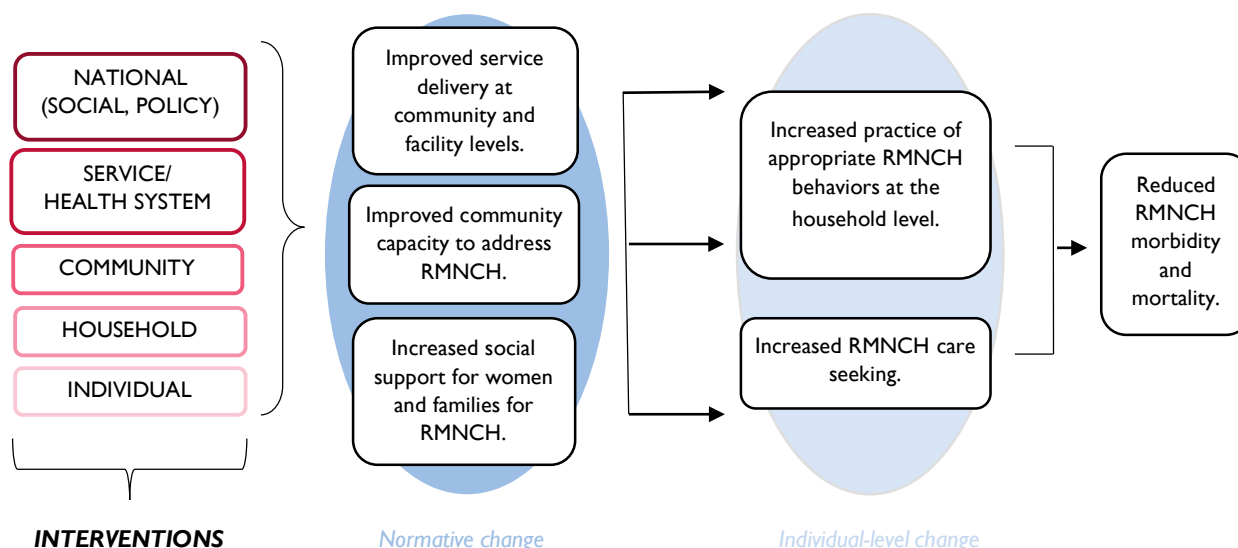 NATIONAL
(SOCIAL, POLICY)
SERVICE/
HEALTH SYSTEM
COMMUNITY
HOUSEHOLD
INDIVIDUAL
INTERVENTIONS
Improved service
delivery at
community and
facility levels.
Improved community
capacity to address
RMNCH.
Increased social
support for women
and families for
RMNCH.
Normative change
Increased practice of
appropriate RMNCH
behaviors at the
household level.
Increased RMNCH care
seeking.
Individual-level change
Reduced
RMNCH
morbidity
and
mortality.